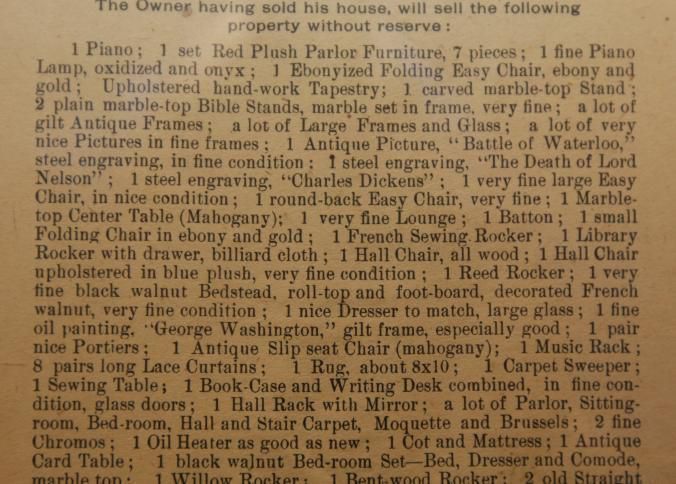 The Owner having sold his house, will sell the following
property without reserve:
1 Piano; 1 set Red Plush Parlor Furniture, 7 pieces; 1 fine Piano
Lamp, oxidized and onyx; 1 Ebonyized Folding Easy Chair, ebony and
gold; Upholstered hand-work Tapestry; 1 carved marble-top Stand;
2 plain marble-top Bible Stands, marble set in frame, very fine; a lot of
gilt Antique Frames; a lot of Large Frames and Glass; a lot of very
nice Pictures in fine frames; 1 Antique Picture, "Battle of Waterloo,"
steel engraving, in fine condition; 1 steel engraving, "The Death of Lord
Nelson"; 1 steel engraving, "Charles Dickens"; 1 very fine large Easy
Chair, in nice condition; 1 round-back Easy Chair, very fine; 1 Marble-
top Center Table (Mahogany); 1 very fine Lounge; 1 Batton; 1 small
Folding Chair in ebony and gold; 1 French Sewing Rocker; 1 Library
Rocker with drawer, billiard cloth; 1 Hall Chair, all wood; 1 Hall Chair
upholstered in blue plush, very fine condition; 1 Reed Rocker; 1 very
fine black walnut Bedstead, roll-top and foot-board, decorated French
walnut, very fine condition; 1 nice Dresser to match, large glass; 1 fine
oil painting, "George Washington," gilt frame, especially good; 1 pair
nice Portiers; 1 Antique Slip seat Chair (mahogany); 1 Music Rack;
8 pairs long Lace Curtains; 1 Rug, about 8x10; 1 Carpet Sweeper;
1 Sewing Table; 1 Book-Case and Writing Desk combined, in fine con-
dition, glass doors; 1 Hall Rack with Mirror; a lot of Parlor, Sitting-
room, Bed-room, Hall and Stair Carpet, Moquette and Brussels; 2 fine
Chromos; 1 Oil Heater as good as new; 1 Cot and Mattress; 1 Antique
Card Table; 1 black walnut Bed-room Set—Bed, Dresser and Comode,
marble top; 1 Willow Rocker; 1 Bent-wood Rocker; 2 old Straight